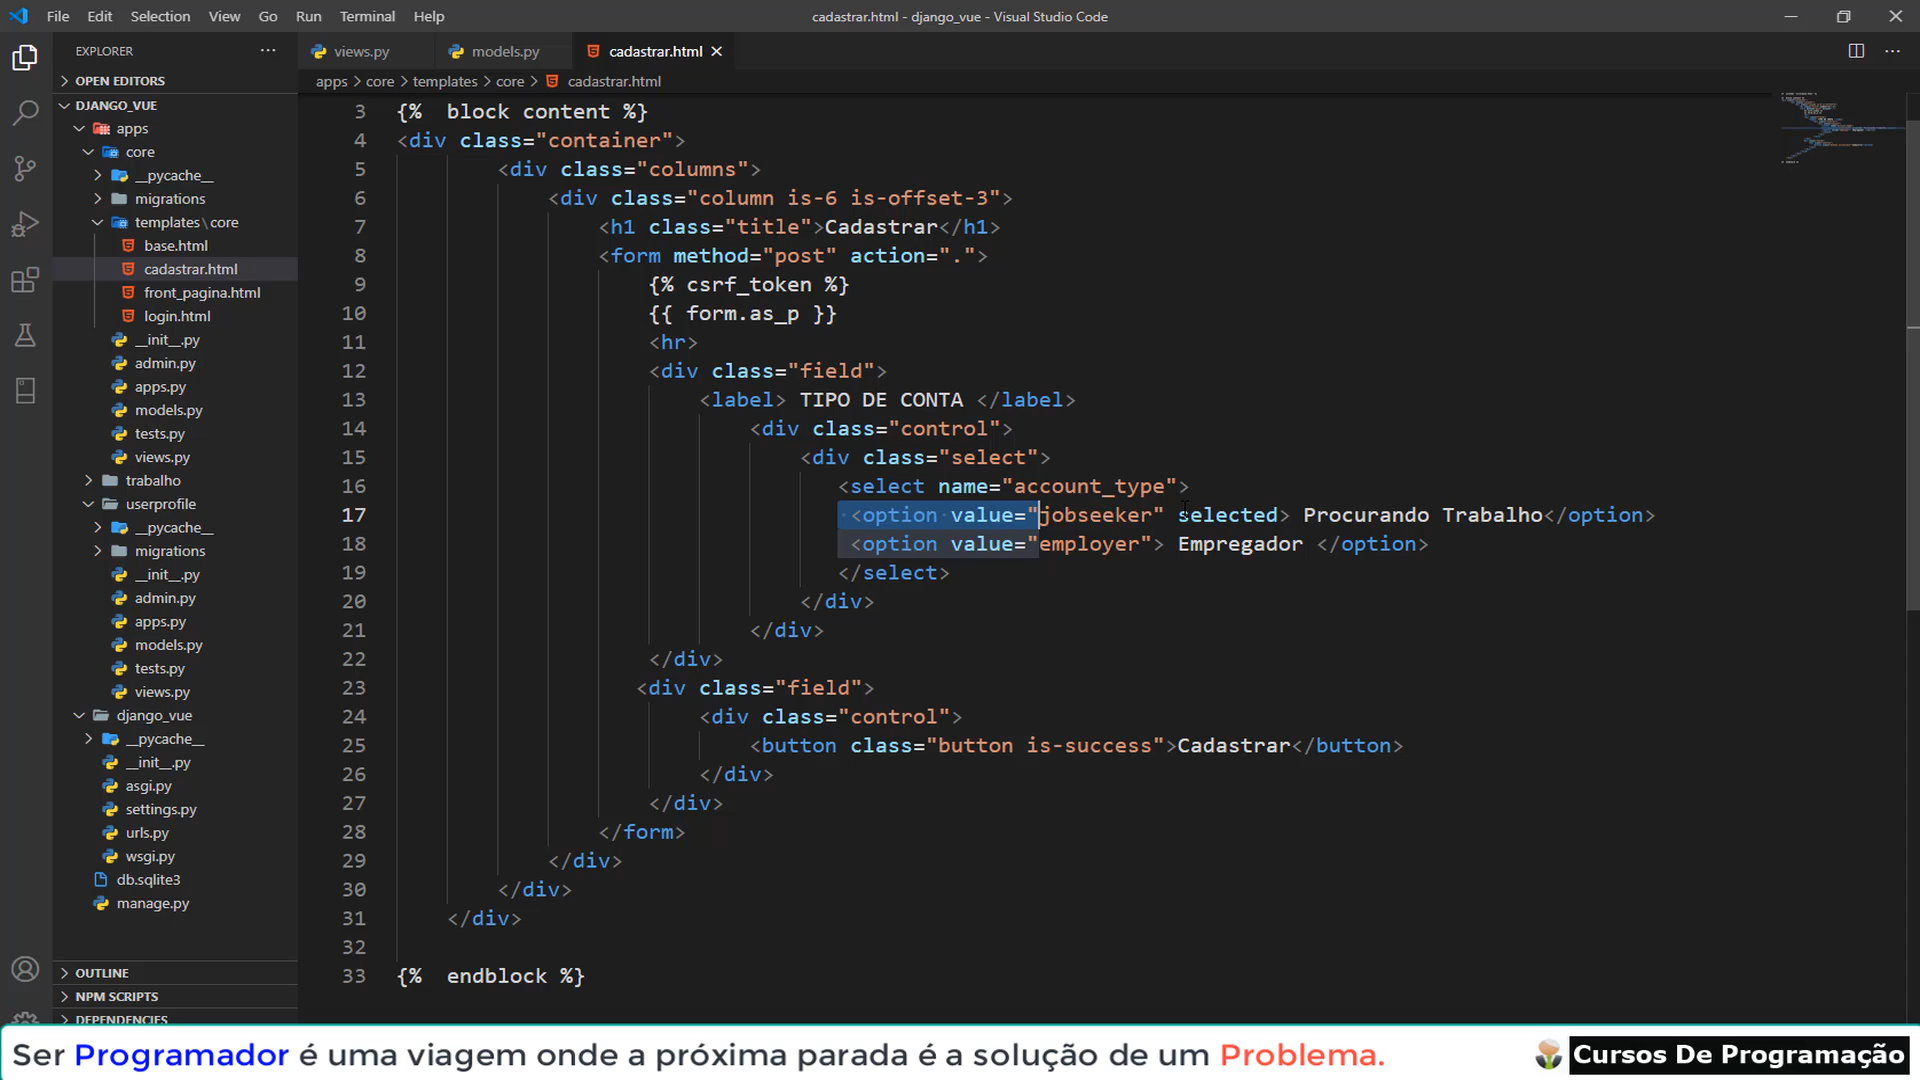 File Edit Selection View Go Run Terminal Help
cadastrar.html - django_vue - Visual Studio Code
EXPLORER
OPEN EDITORS
DJANGO_VUE
apps
core
__pycache__
migrations
templates\core
base.html
cadastrar.html
front_pagina.html
login.html
__init__.py
admin.py
apps.py
models.py
tests.py
views.py
trabalho
userprofile
__pycache__
migrations
__init__.py
admin.py
apps.py
models.py
tests.py
views.py
django_vue
__pycache__
__init__.py
asgi.py
settings.py
urls.py
wsgi.py
db.sqlite3
manage.py
OUTLINE
NPM SCRIPTS
DEPENDENCIES
views.py models.py cadastrar.html
apps > core > templates > core > cadastrar.html
3 {%  block content %}
4 <div class="container">
5 <div class="columns">
6 <div class="column is-6 is-offset-3">
7 <h1 class="title">Cadastrar</h1>
8 <form method="post" action=".">
9 {% csrf_token %}
10 {{ form.as_p }}
11 <hr>
12 <div class="field">
13 <label> TIPO DE CONTA </label>
14 <div class="control">
15 <div class="select">
16 <select name="account_type">
17 <option value="jobseeker" selected> Procurando Trabalho</option>
18 <option value="employer"> Empregador </option>
19 </select>
20 </div>
21 </div>
22 </div>
23 <div class="field">
24 <div class="control">
25 <button class="button is-success">Cadastrar</button>
26 </div>
27 </div>
28 </form>
29 </div>
30 </div>
31 </div>
32
33 {%  endblock %}
Ser Programador é uma viagem onde a próxima parada é a solução de um Problema.
Cursos De Programação